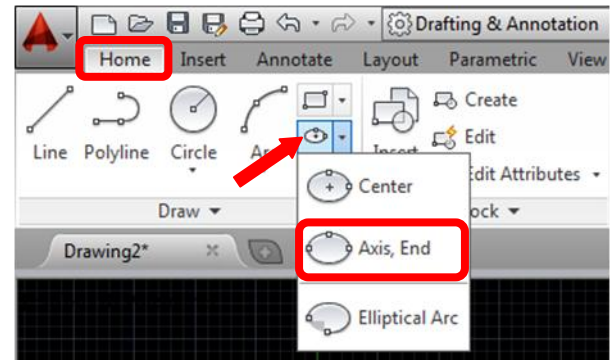 Drafting & Annotation
Home Insert Annotate Layout Parametric View
Create
Edit
Line Polyline Circle
Edit Attributes
Center
Draw
Drawing2*
Axis, End
Elliptical Arc